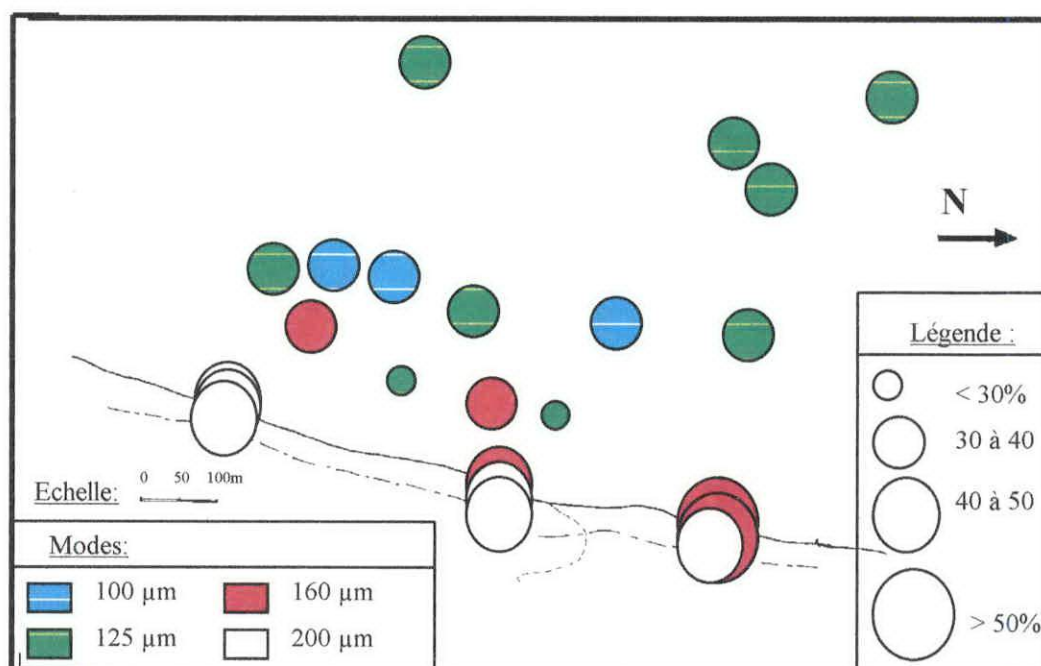 N
Légende :
< 30%
30 à 40
40 à 50
> 50%
Echelle: 0 50 100m
Modes:
100 µm 160 µm
125 µm 200 µm